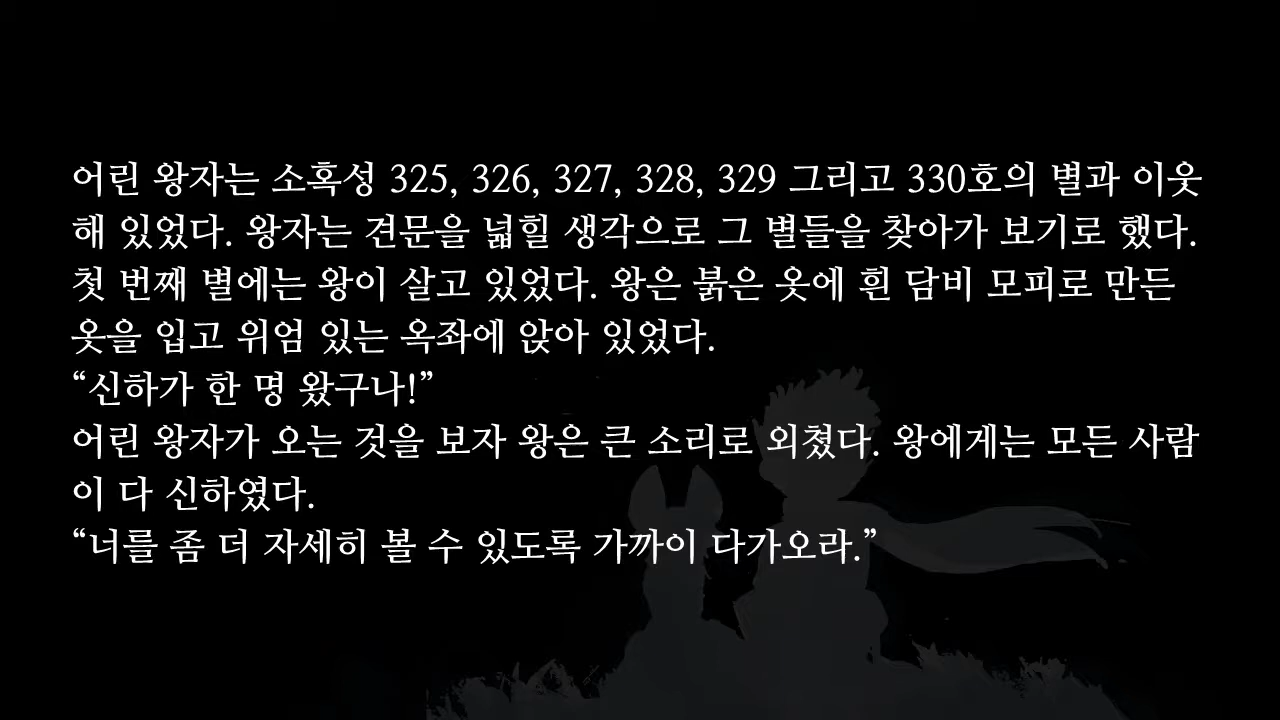 어린 왕자는 소혹성 325, 326, 327, 328, 329 그리고 330호의 별과 이웃
해 있었다. 왕자는 견문을 넓힐 생각으로 그 별들을 찾아가 보기로 했다.
첫 번째 별에는 왕이 살고 있었다. 왕은 붉은 옷에 흰 담비 모피로 만든
옷을 입고 위엄 있는 옥좌에 앉아 있었다.
“신하가 한 명 왔구나!”
어린 왕자가 오는 것을 보자 왕은 큰 소리로 외쳤다. 왕에게는 모든 사람
이 다 신하였다.
“너를 좀 더 자세히 볼 수 있도록 가까이 다가오라.”